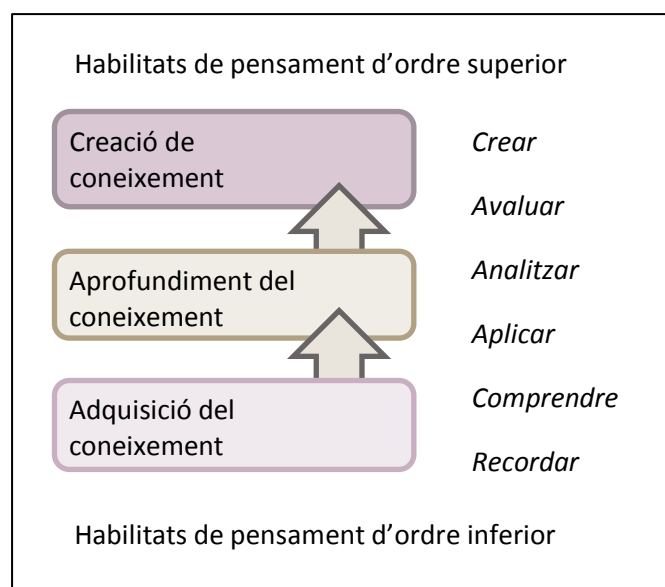 Habilitats de pensament d’ordre superior
Creació de
coneixement
Crear
Avaluar
Aprofundiment del
coneixement
Analitzar
Aplicar
Adquisició del
coneixement
Comprendre
Recordar
Habilitats de pensament d’ordre inferior